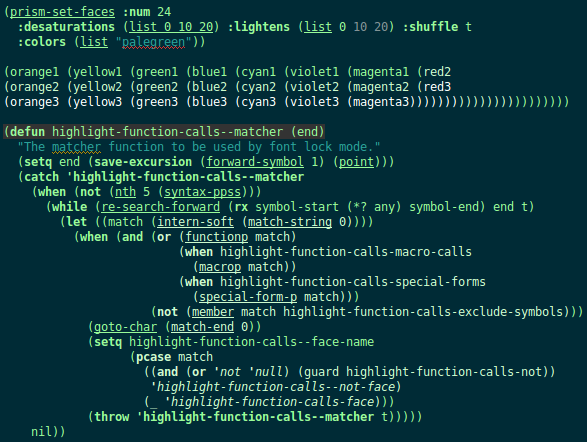 (prism-set-faces :num 24
  :desaturations (list 0 10 20) :lightens (list 0 10 20) :shuffle t
  :colors (list "palegreen"))

(orange1 (yellow1 (green1 (blue1 (cyan1 (violet1 (magenta1 (red2
(orange2 (yellow2 (green2 (blue2 (cyan2 (violet2 (magenta2 (red3
(orange3 (yellow3 (green3 (blue3 (cyan3 (violet3 (magenta3)))))))))))))))))))))))

(defun highlight-function-calls--matcher (end)
  "The matcher function to be used by font lock mode."
  (setq end (save-excursion (forward-symbol 1) (point)))
  (catch 'highlight-function-calls--matcher
    (when (not (nth 5 (syntax-ppss)))
      (while (re-search-forward (rx symbol-start (*? any) symbol-end) end t)
        (let ((match (intern-soft (match-string 0))))
          (when (and (or (functionp match)
                         (when highlight-function-calls-macro-calls
                           (macrop match))
                         (when highlight-function-calls-special-forms
                           (special-form-p match)))
                     (not (member match highlight-function-calls-exclude-symbols)))
            (goto-char (match-end 0))
            (setq highlight-function-calls--face-name
                  (pcase match
                    ((and (or 'not 'null) (guard highlight-function-calls-not))
                     'highlight-function-calls--not-face)
                    (_ 'highlight-function-calls-face)))
            (throw 'highlight-function-calls--matcher t)))))
    nil))